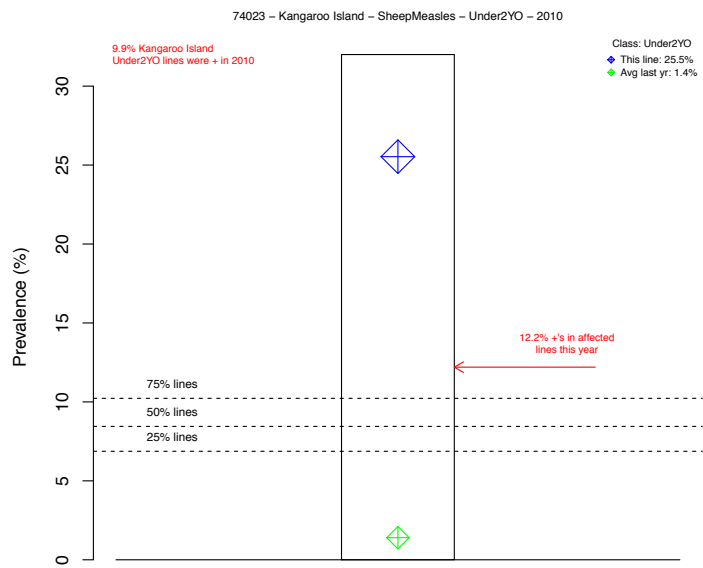 74023 − Kangaroo Island − SheepMeasles − Under2YO − 2010
9.9% Kangaroo Island
Under2YO lines were + in 2010
Class: Under2YO
This line: 25.5%
Avg last yr: 1.4%
Prevalence (%)
30
25
20
15
10
5
0
12.2% +'s in affected
lines this year
75% lines
50% lines
25% lines